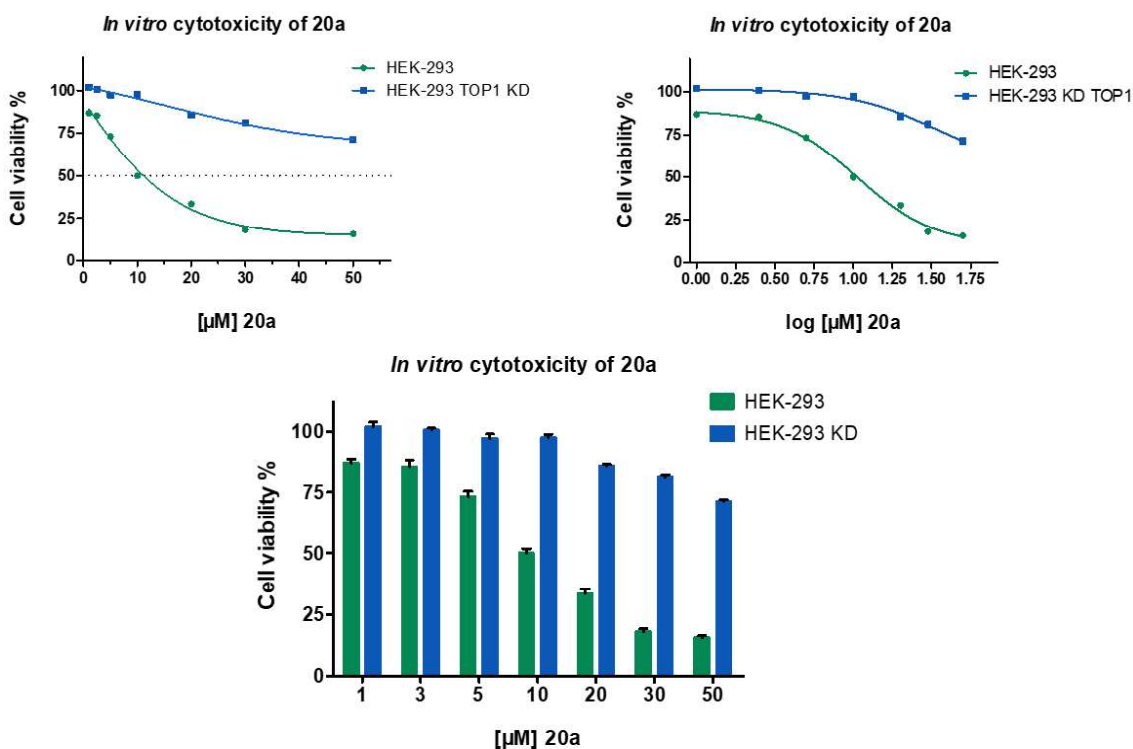 In vitro cytotoxicity of 20a
HEK-293
HEK-293 TOP1 KD
Cell viability %
100
75
50
25
0
0 10 20 30 40 50
[µM] 20a
In vitro cytotoxicity of 20a
HEK-293
HEK-293 KD TOP1
Cell viability %
100
75
50
25
0
0.00 0.25 0.50 0.75 1.00 1.25 1.50 1.75
log [µM] 20a
In vitro cytotoxicity of 20a
HEK-293
HEK-293 KD
Cell viability %
100
75
50
25
0
1 3 5 10 20 30 50
[µM] 20a